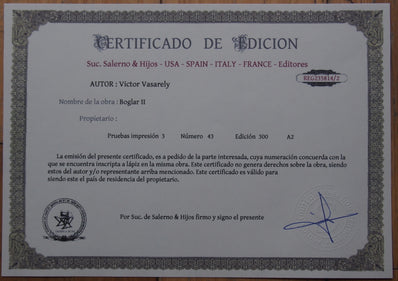 CERTIFICADO DE EDICION
Suc. Salerno & Hijos - USA - SPAIN - ITALY - FRANCE - Editores
AUTOR : Victor Vasarely
Nombre de la obra : Boglar II
Propietario :
Pruebas impresión 3 Número 43 Edición 300 A2
La emisión del presente certificado, es a pedido de la parte interesada, cuya numeración concuerda con la
que se encuentra inscripta a lápiz en la misma obra. Este certificado no genera derechos sobre la obra, siendo
estos del autor y/o representante arriba mencionado. Este certificado es válido para
siendo este el país de residencia del propietario.
Por Suc. de Salerno & Hijos firmo y signo el presente